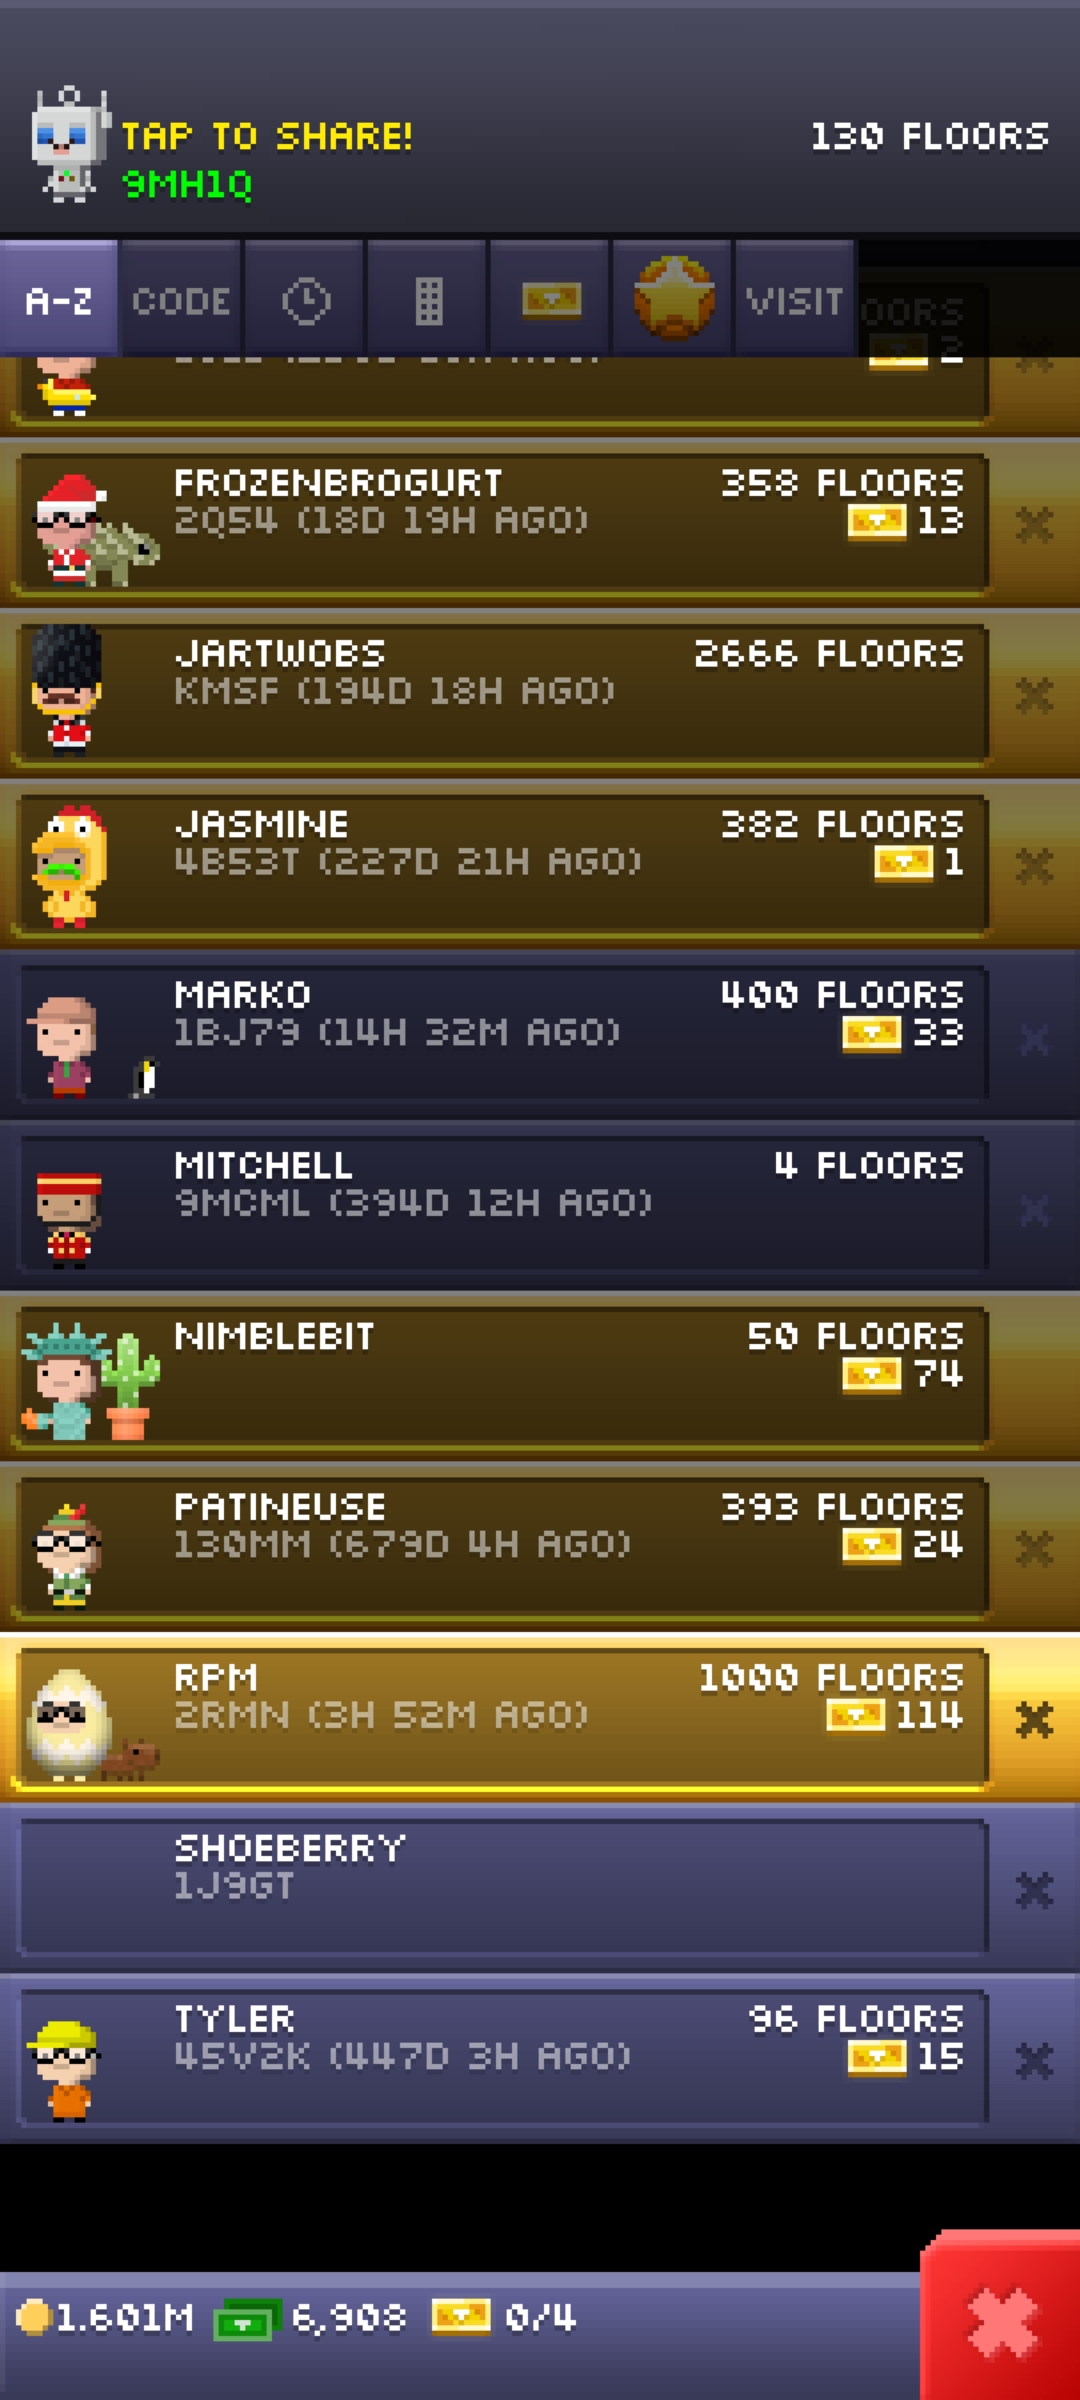 TAP TO SHARE!
130 FLOORS
9MH1Q
A-Z CODE VISIT
2
FROZENBROGURT 358 FLOORS
2Q54 (18D 19H AGO) 13
JARTWOBS 2666 FLOORS
KMSF (194D 18H AGO)
JASMINE 382 FLOORS
4B53T (227D 21H AGO) 1
MARKO 400 FLOORS
1BJ79 (14H 32M AGO) 33
MITCHELL 4 FLOORS
9MCML (394D 12H AGO)
NIMBLEBIT 50 FLOORS
74
PATINEUSE 393 FLOORS
130MM (679D 4H AGO) 24
RPM 1000 FLOORS
2RMN (3H 52M AGO) 114
SHOEBERRY
1J9GT
TYLER 96 FLOORS
45V2K (447D 3H AGO) 15
1.601M 6,908 0/4